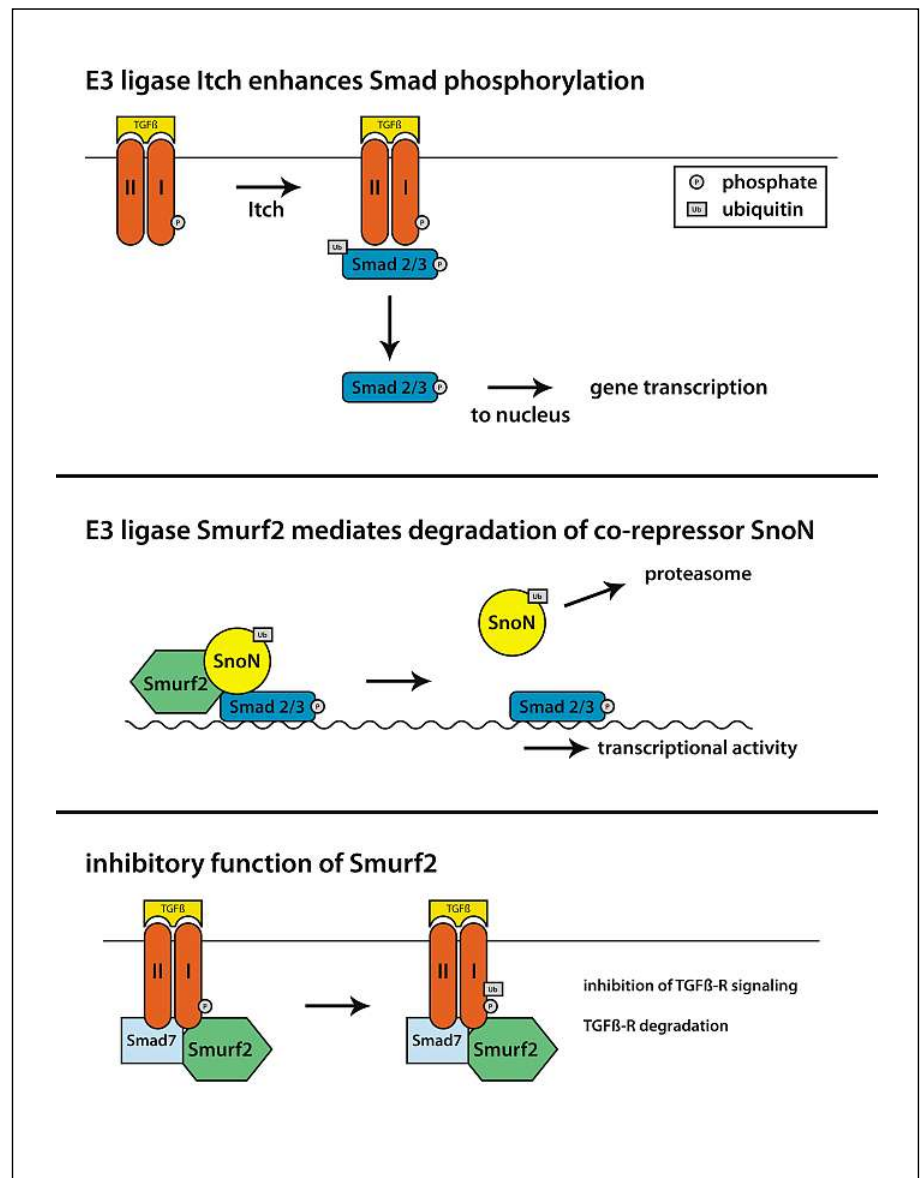 E3 ligase Itch enhances Smad phosphorylation
TGFß
TGFß
II
I
P
Itch
II
I
P
P
phosphate
Ub
ubiquitin
Ub
Smad 2/3
P
Smad 2/3
P
to nucleus
gene transcription
E3 ligase Smurf2 mediates degradation of co-repressor SnoN
proteasome
Ub
SnoN
Ub
SnoN
Smurf2
Smad 2/3
P
Smad 2/3
P
transcriptional activity
inhibitory function of Smurf2
TGFß
TGFß
II
I
P
Smad7
Smurf2
II
I
Ub
P
Smad7
Smurf2
inhibition of TGFß-R signaling
TGFß-R degradation